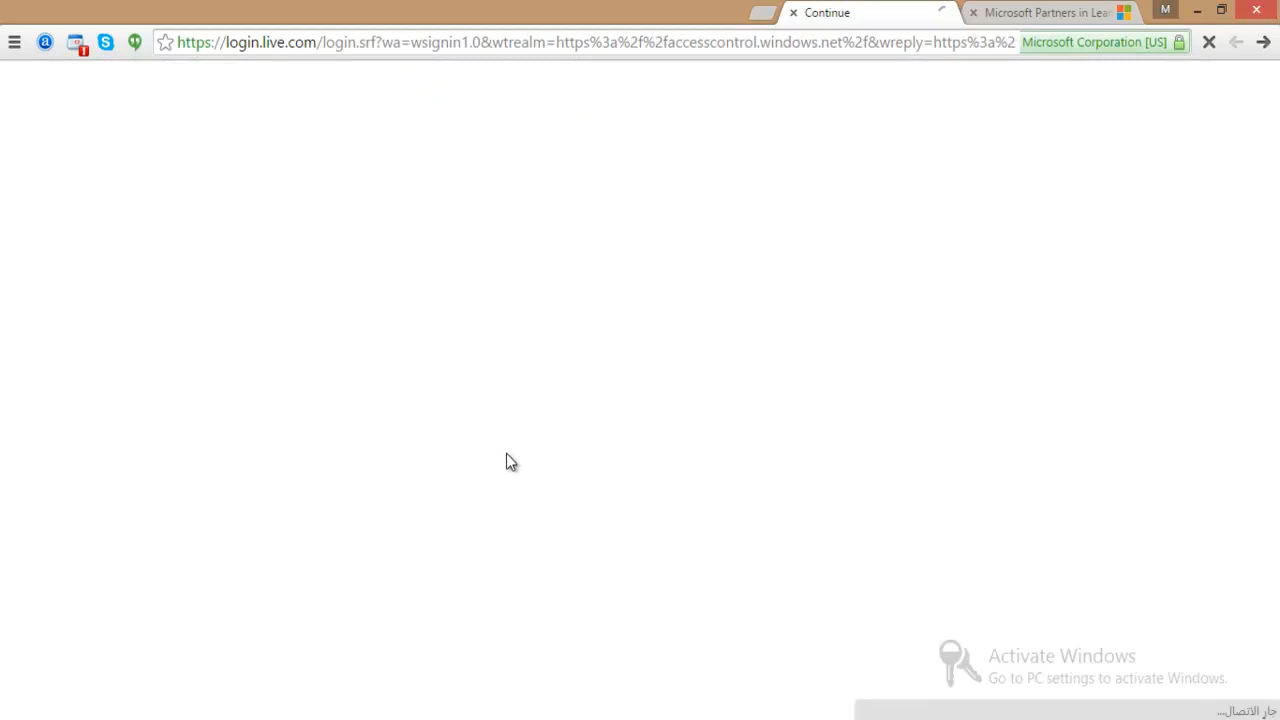 Continue
Microsoft Partners in Lea
M
https://login.live.com/login.srf?wa=wsignin1.0&wtrealm=https%3a%2f%2faccesscontrol.windows.net%2f&wreply=https%3a%2
Microsoft Corporation [US]
Activate Windows
Go to PC settings to activate Windows.
جار الاتصال...